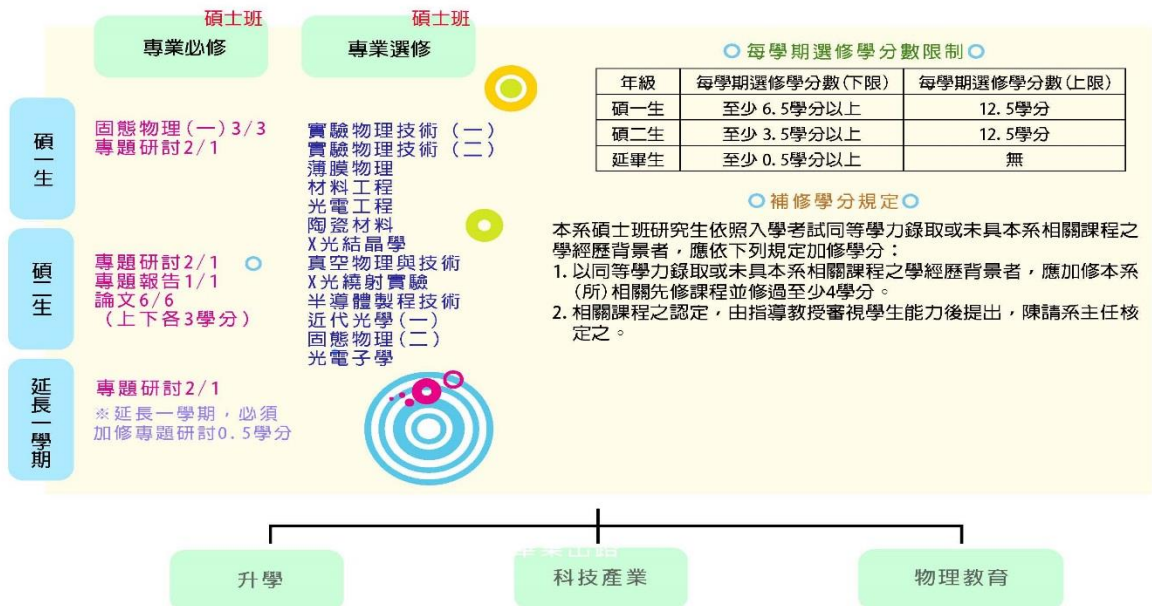 碩士班
專業必修
碩士班
專業選修
碩一生
固態物理(一)3/3
專題研討2/1
碩二生
專題研討2/1
專題報告1/1
論文6/6
(上下各3學分)
延長一學期
專題研討2/1
※延長一學期，必須
加修專題研討0.5學分
實驗物理技術 (一)
實驗物理技術 (二)
薄膜物理
材料工程
光電工程
陶瓷材料
X光結晶學
真空物理與技術
X光繞射實驗
半導體製程技術
近代光學(一)
固態物理(二)
光電子學
每學期選修學分數限制
年級 每學期選修學分數(下限) 每學期選修學分數(上限)
碩一生 至少 6.5學分以上 12.5學分
碩二生 至少 3.5學分以上 12.5學分
延畢生 至少 0.5學分以上 無
補修學分規定
本系碩士班研究生依照入學考試同等學力錄取或未具本系相關課程之
學經歷背景者，應依下列規定加修學分：
1. 以同等學力錄取或未具本系相關課程之學經歷背景者，應加修本系
(所)相關先修課程並修過至少4學分。
2. 相關課程之認定，由指導教授審視學生能力後提出，陳請系主任核
定之。
畢業出路
升學
科技產業
物理教育